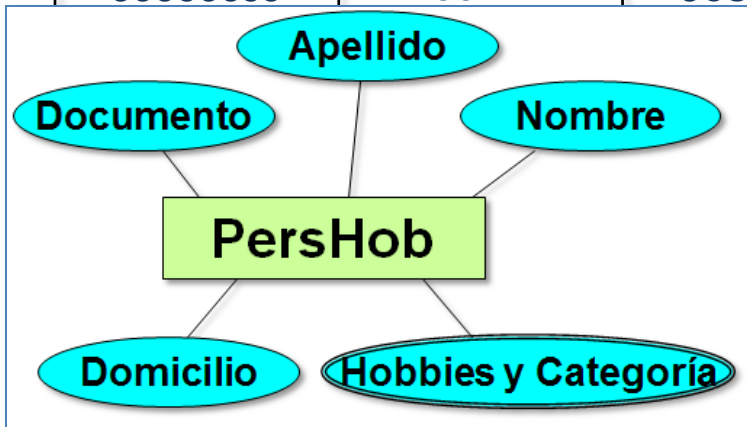 Apellido
Documento
Nombre
PersHob
Domicilio
Hobbies y Categoría